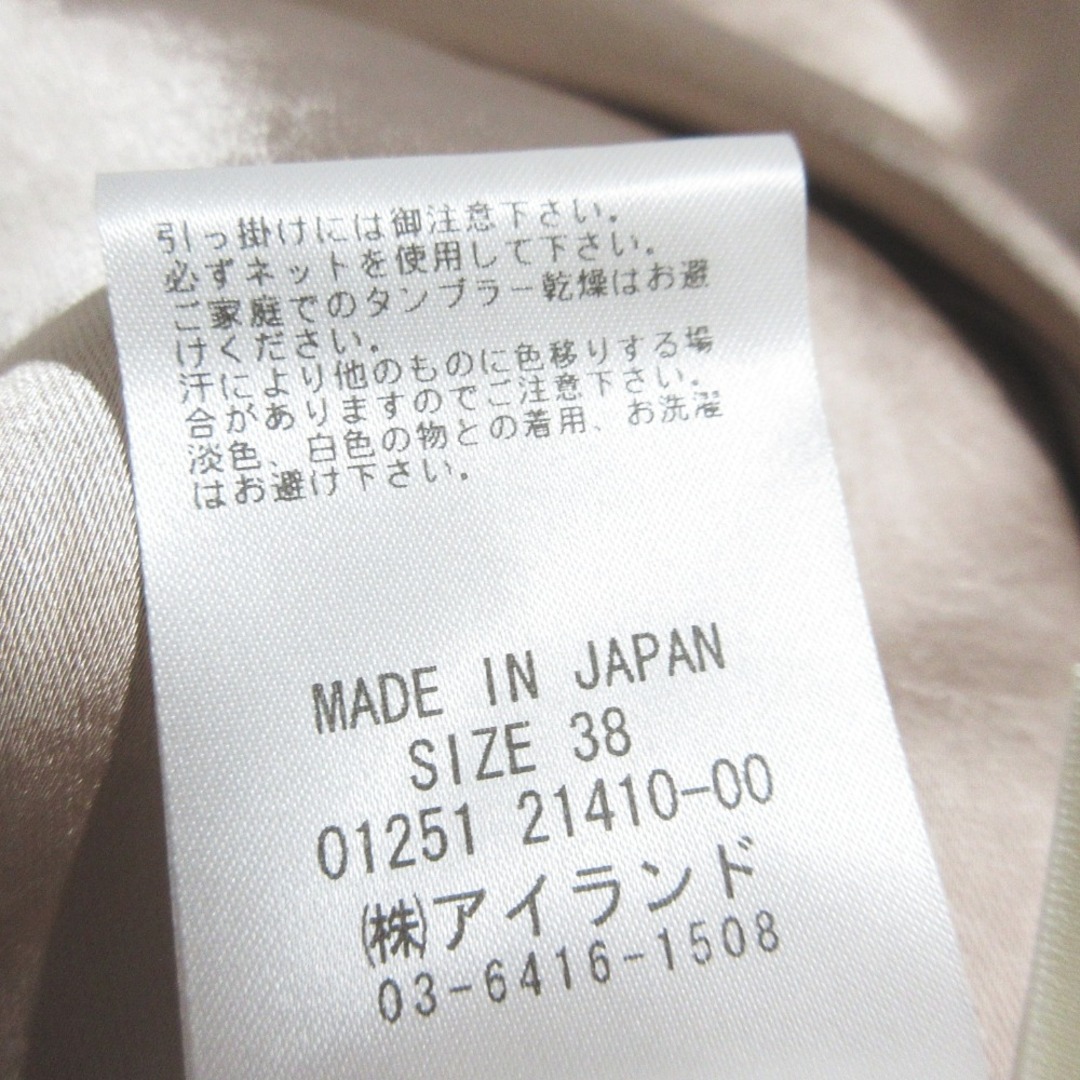 引っ掛けには御注意下さい。
必ずネットを使用して下さい。
ご家庭でのタンブラー乾燥はお避
けください。
汗により他のものに色移りする場
合がありますのでご注意下さい。
淡色、白色の物との着用、お洗濯
はお避け下さい。
MADE IN JAPAN
SIZE 38
01251 21410-00
㈱アイランド
03-6416-1508